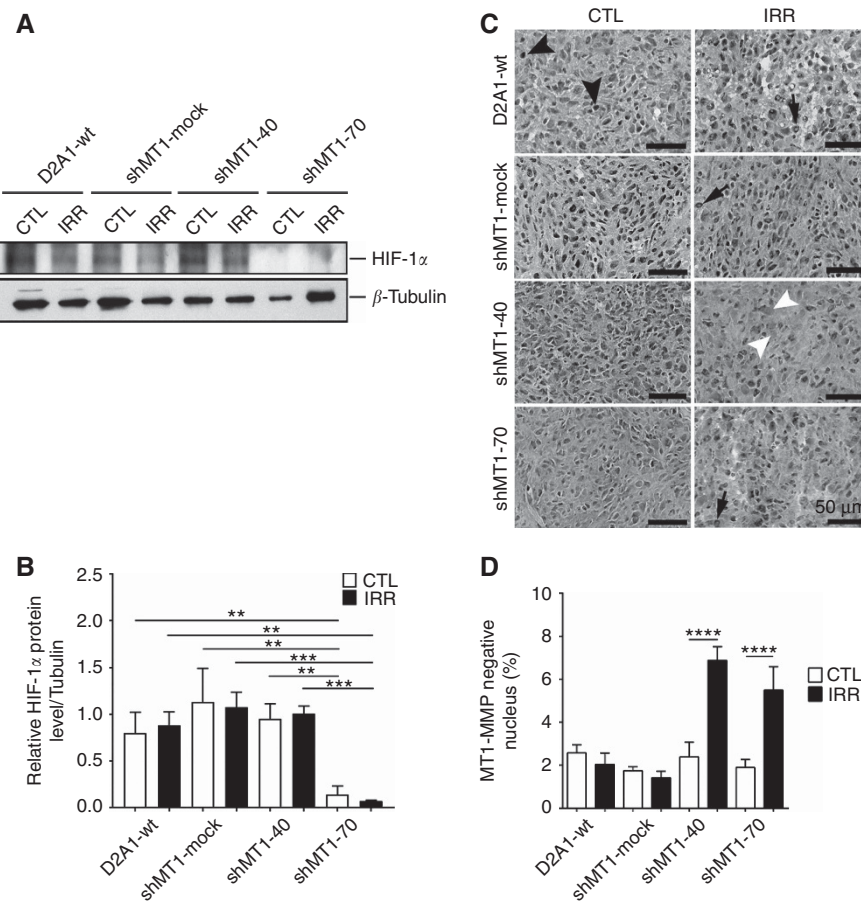 A
D2A1-wt shMT1-mock shMT1-40 shMT1-70
CTL IRR CTL IRR CTL IRR CTL IRR
HIF-1α
β-Tubulin
C
CTL IRR
D2A1-wt
shMT1-mock
shMT1-40
shMT1-70
50 μm
B
Relative HIF-1α protein
level/Tubulin
2.5
2.0
1.5
1.0
0.5
0.0
CTL
IRR
**
**
**
***
**
***
D2A1-wt
shMT1-mock
shMT1-40
shMT1-70
D
MT1-MMP negative
nucleus (%)
10
8
6
4
2
0
****
****
CTL
IRR
D2A1-wt
shMT1-mock
shMT1-40
shMT1-70